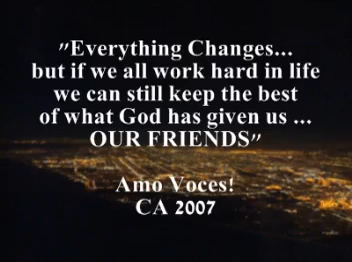 "Everything Changes...
but if we all work hard in life
we can still keep the best
of what God has given us ...
OUR FRIENDS"
Amo Voces!
CA 2007